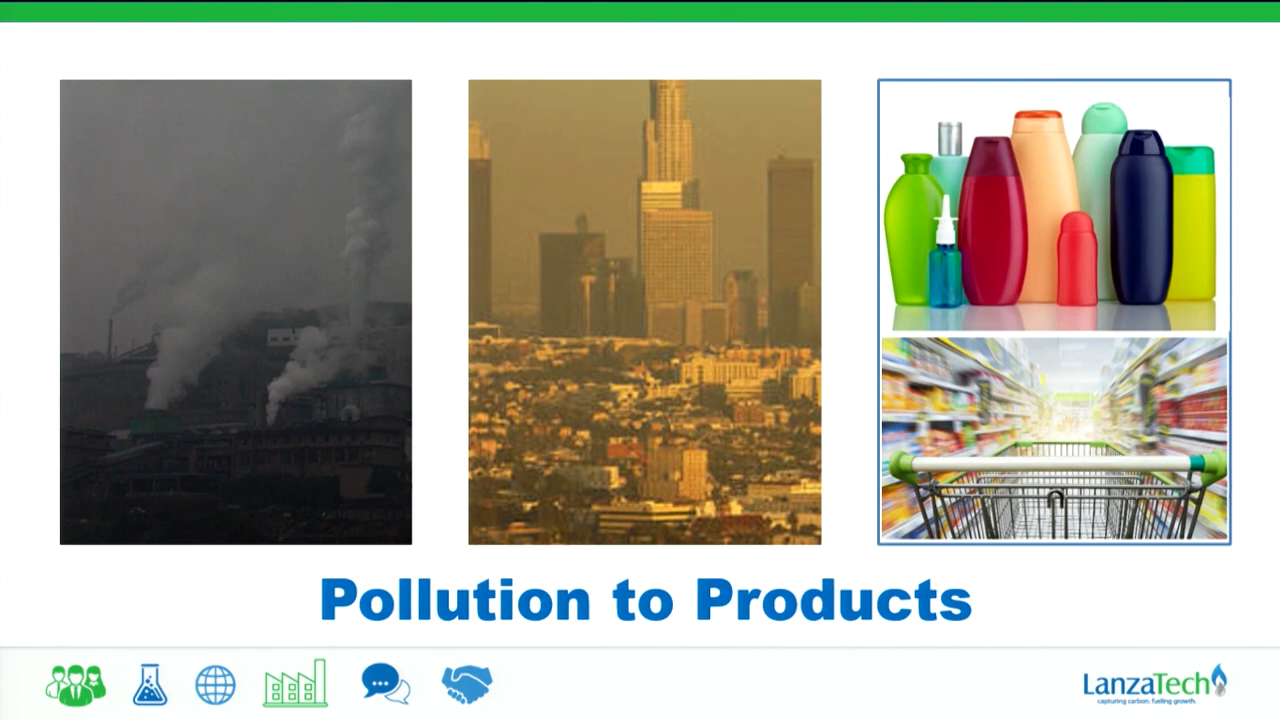 Pollution to Products
LanzaTech
capturing carbon. fueling growth.